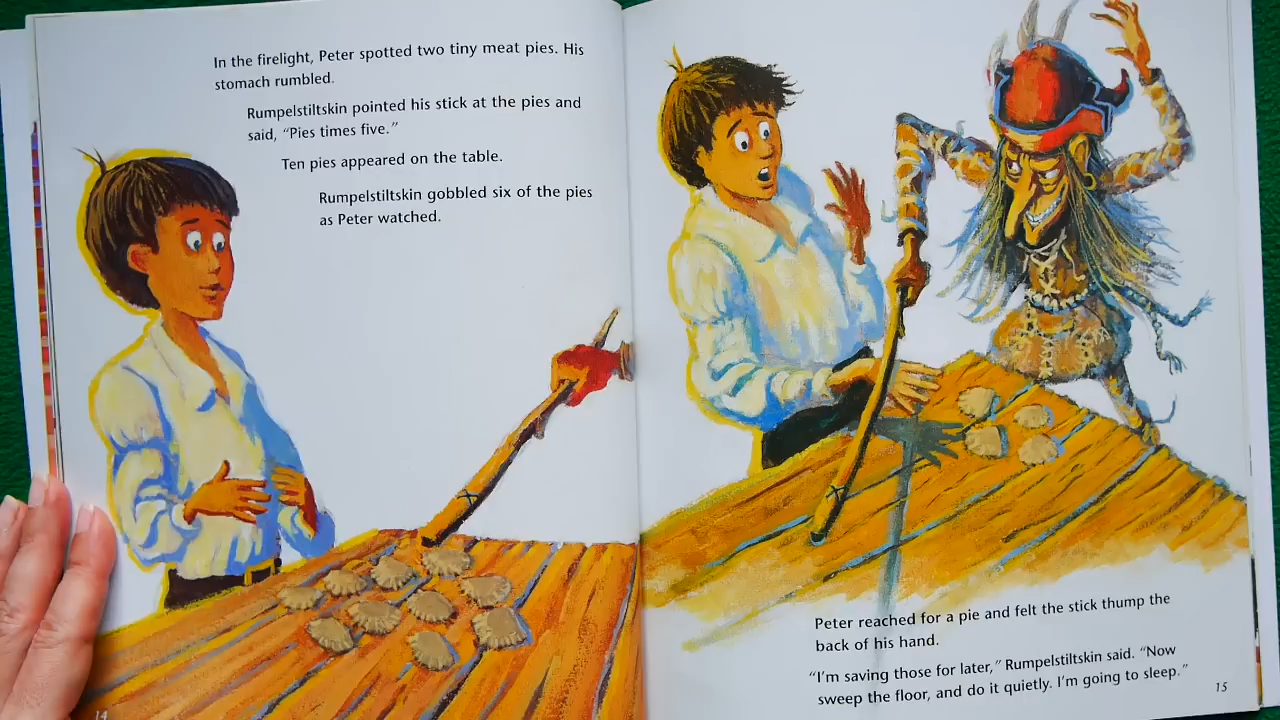 In the firelight, Peter spotted two tiny meat pies. His
stomach rumbled.
Rumpelstiltskin pointed his stick at the pies and
said, “Pies times five.”
Ten pies appeared on the table.
Rumpelstiltskin gobbled six of the pies
as Peter watched.
14
Peter reached for a pie and felt the stick thump the
back of his hand.
“I’m saving those for later,” Rumpelstiltskin said. “Now
sweep the floor, and do it quietly. I’m going to sleep.”
15